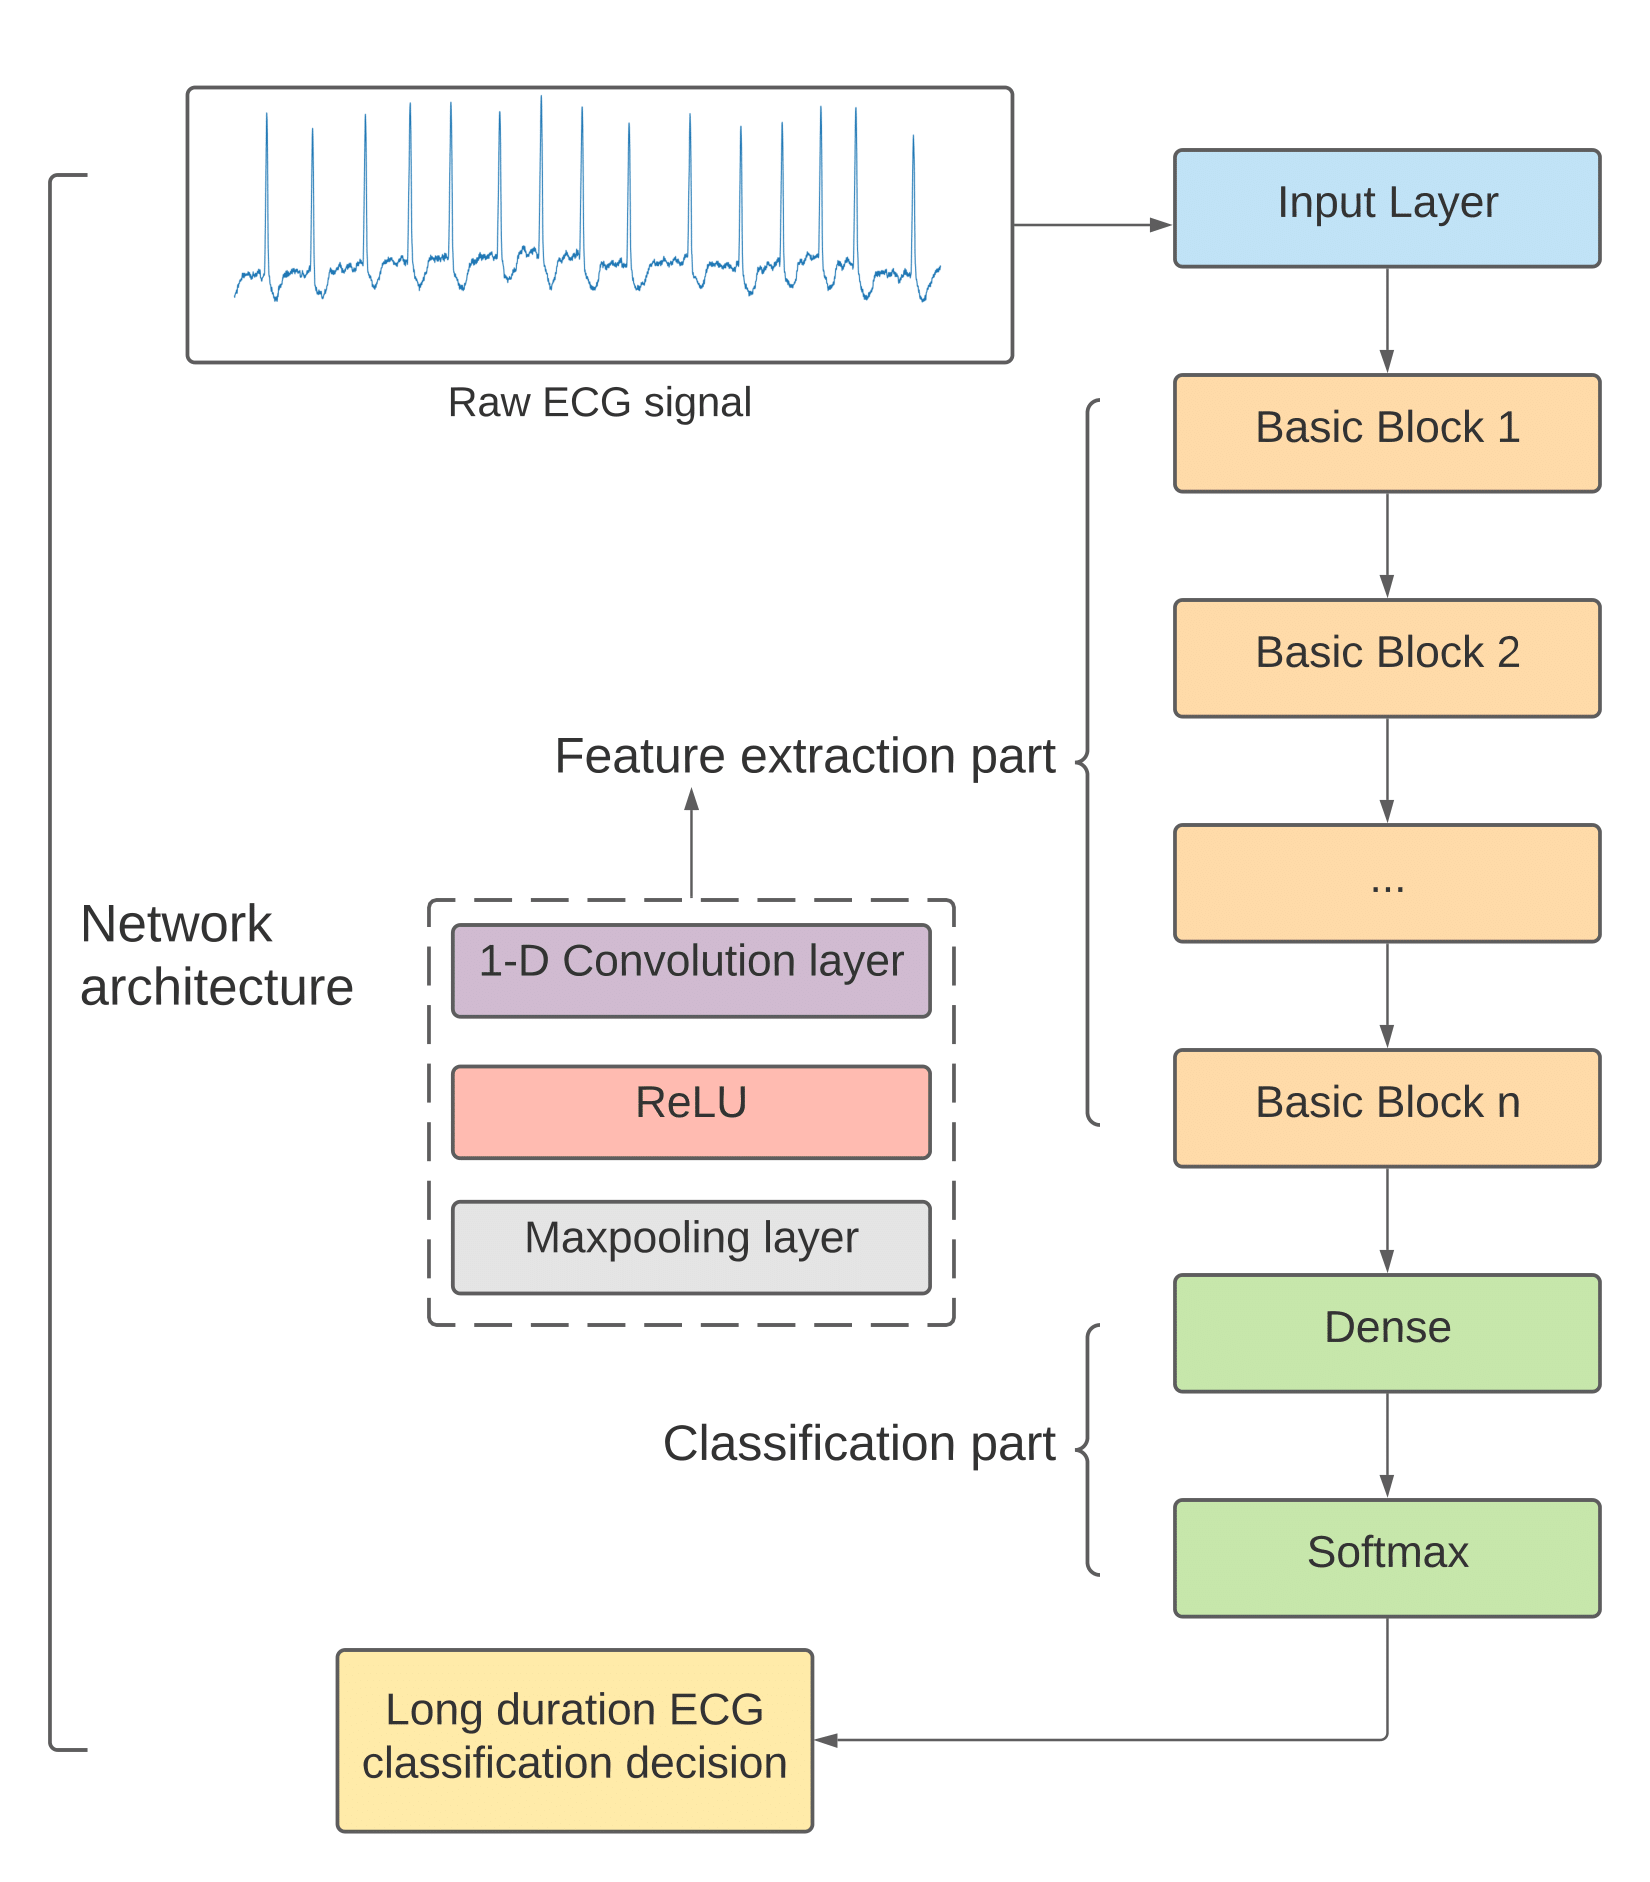 Raw ECG signal
Input Layer
Basic Block 1
Basic Block 2
...
Basic Block n
Feature extraction part
1-D Convolution layer
ReLU
Maxpooling layer
Network
architecture
Dense
Classification part
Softmax
Long duration ECG
classification decision